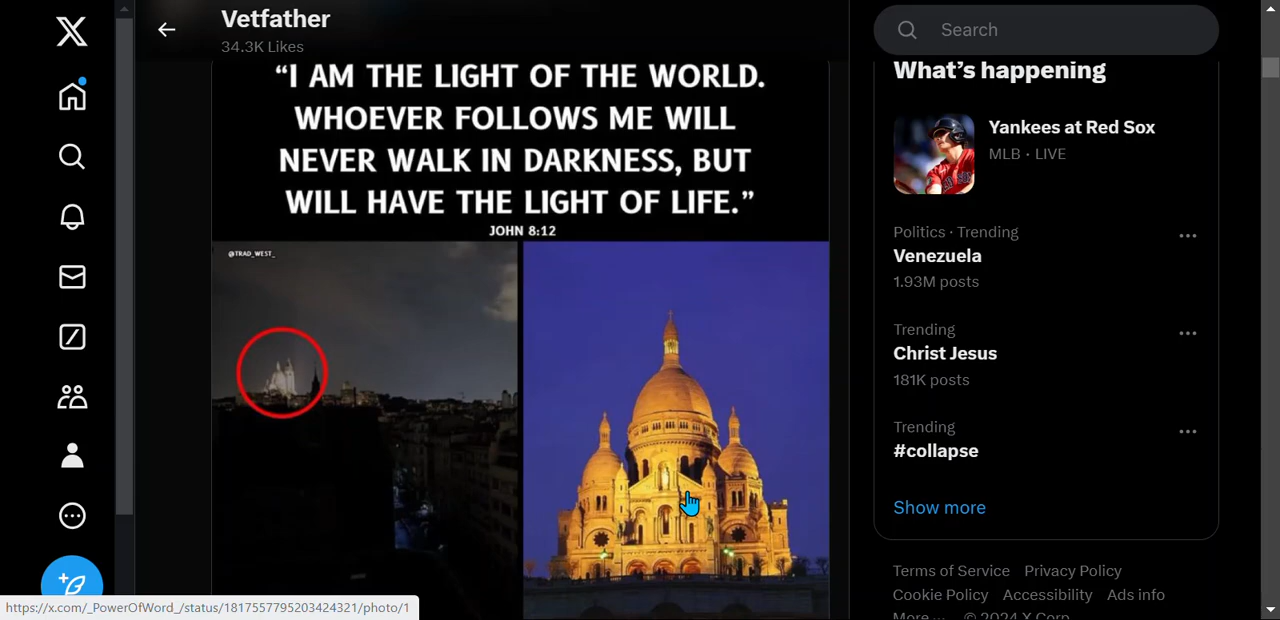 Vetfather
34.3K Likes
“I AM THE LIGHT OF THE WORLD.
WHOEVER FOLLOWS ME WILL
NEVER WALK IN DARKNESS, BUT
WILL HAVE THE LIGHT OF LIFE.”
JOHN 8:12
@TRAD_WEST_
Search
What’s happening
Yankees at Red Sox
MLB · LIVE
Politics · Trending
Venezuela
1.93M posts
Trending
Christ Jesus
181K posts
Trending
#collapse
Show more
Terms of Service Privacy Policy
Cookie Policy Accessibility Ads info
More ... © 2024 X Corp.
https://x.com/_PowerOfWord_/status/1817557795203424321/photo/1